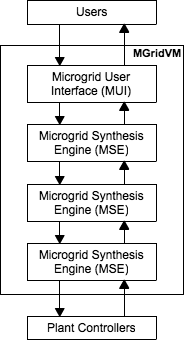 Users
MGridVM
Microgrid User
Interface (MUI)
Microgrid Synthesis
Engine (MSE)
Microgrid Synthesis
Engine (MSE)
Microgrid Synthesis
Engine (MSE)
Plant Controllers